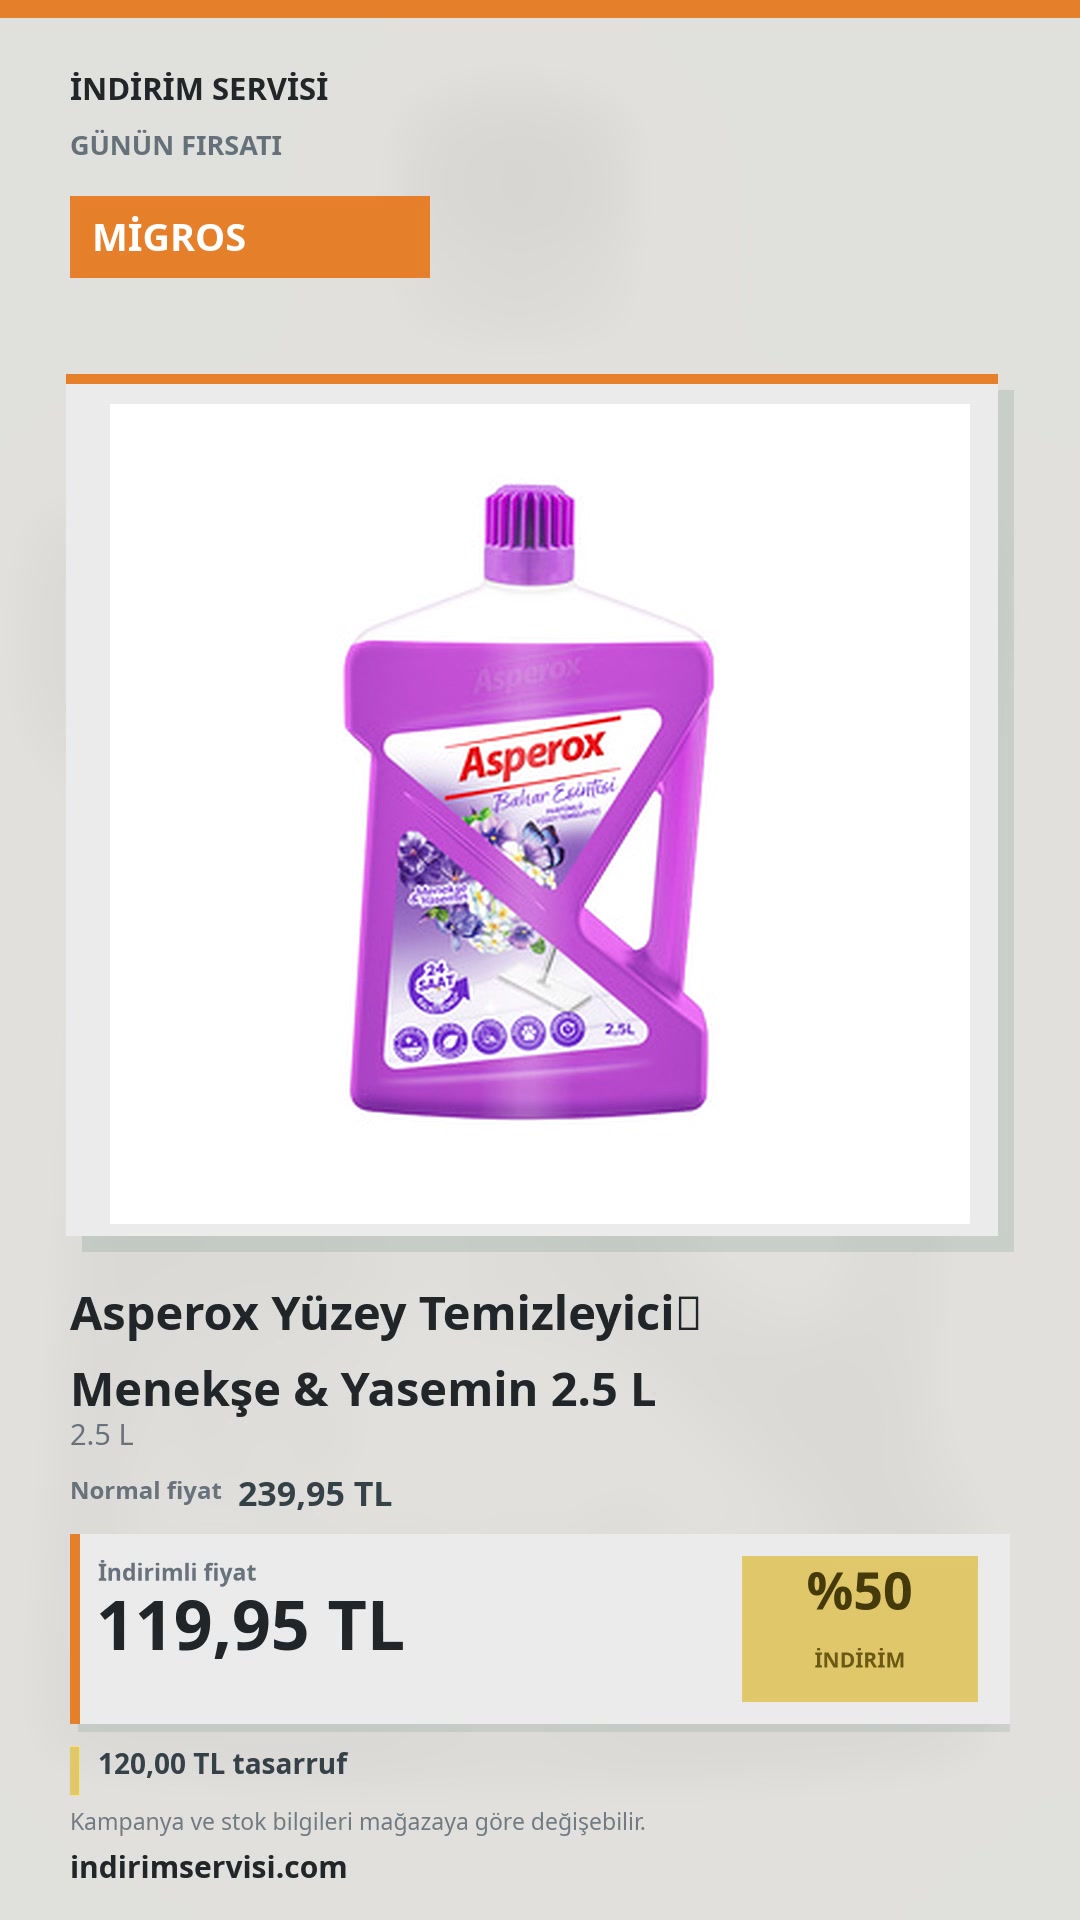 İNDİRİM SERVİSİ
GÜNÜN FIRSATI
MİGROS
Asperox
Asperox
Bahar Esintisi
Menekşe
& Yasemin
24
SAAT
2,5L
Asperox Yüzey Temizleyici
Menekşe & Yasemin 2.5 L
2.5 L
Normal fiyat 239,95 TL
İndirimli fiyat
119,95 TL
%50
İNDİRİM
120,00 TL tasarruf
Kampanya ve stok bilgileri mağazaya göre değişebilir.
indirimservisi.com